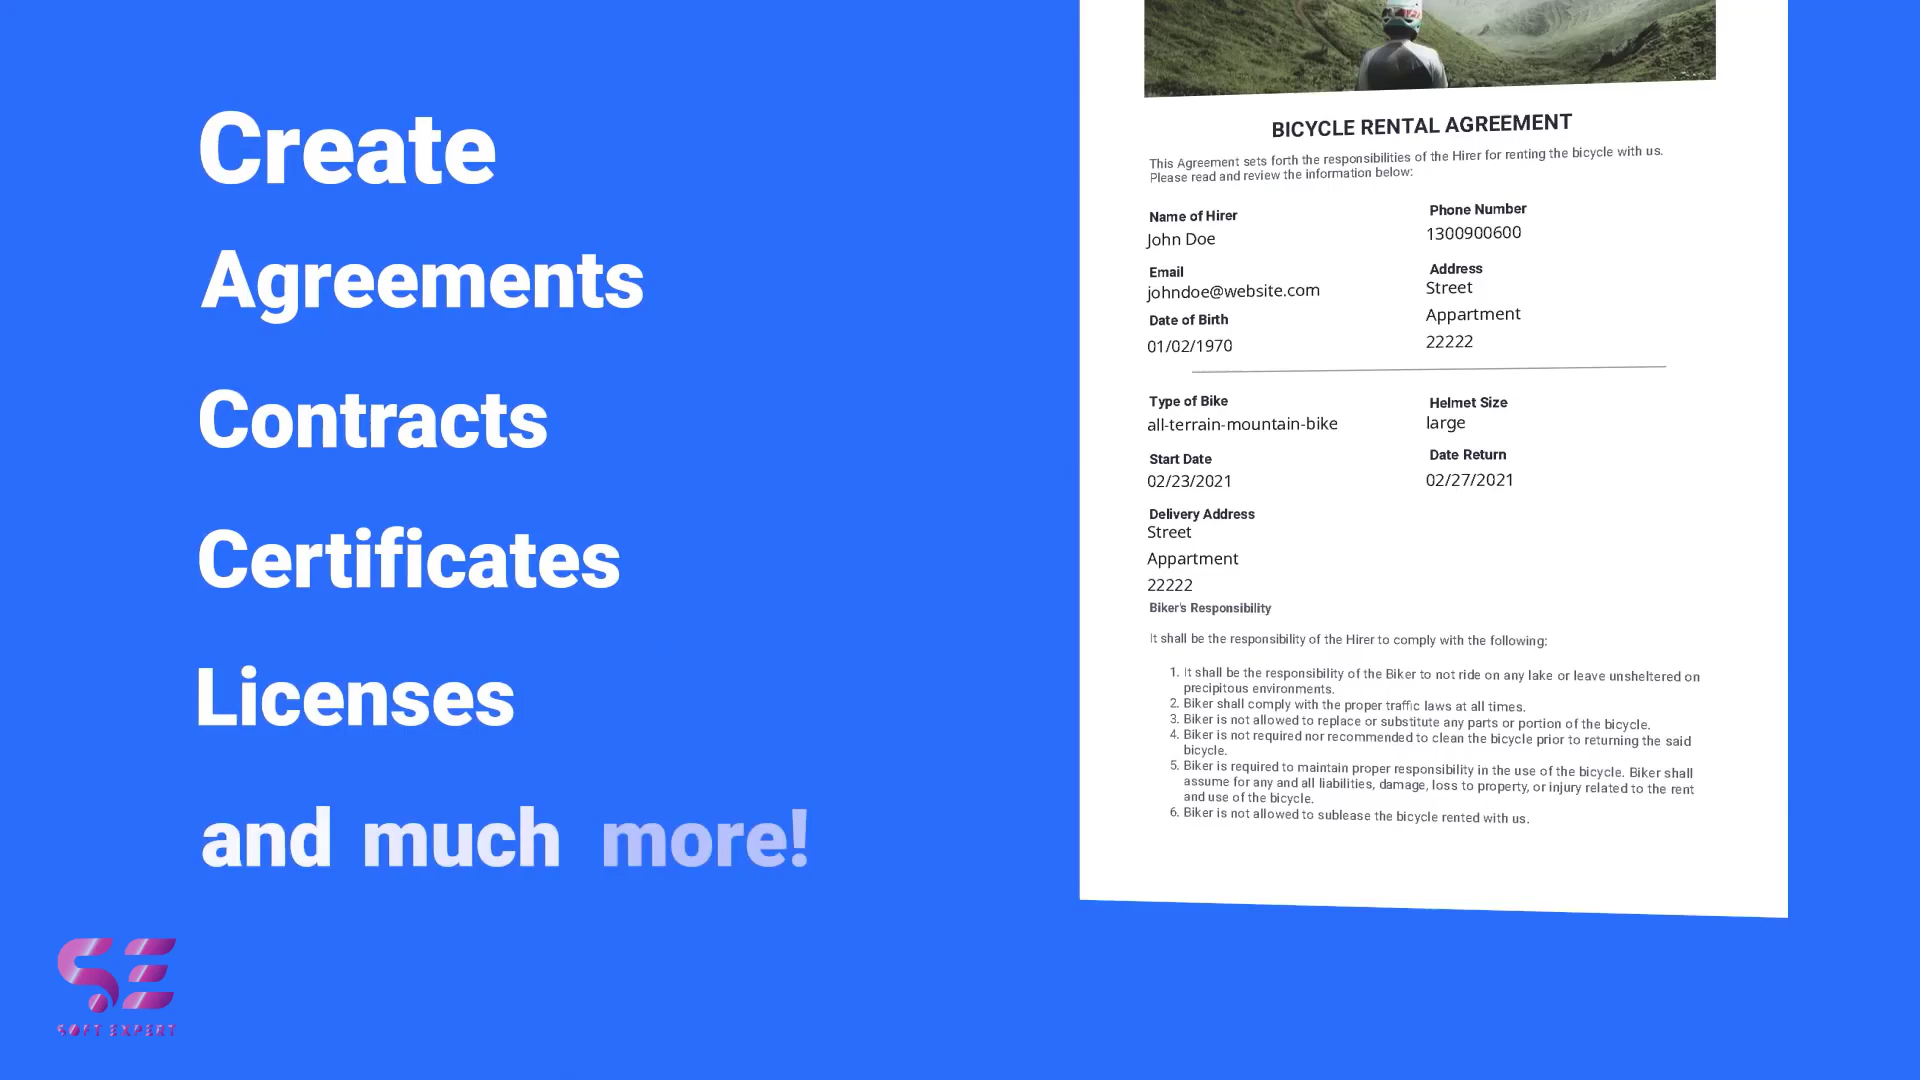 Create
Agreements
Contracts
Certificates
Licenses
and much more!
SOFT EXPERT
BICYCLE RENTAL AGREEMENT
This Agreement sets forth the responsibilities of the Hirer for renting the bicycle with us.
Please read and review the information below:
Name of Hirer
John Doe
Phone Number
1300900600
Email
johndoe@website.com
Address
Street
Appartment
22222
Date of Birth
01/02/1970
Type of Bike
all-terrain-mountain-bike
Helmet Size
large
Start Date
02/23/2021
Date Return
02/27/2021
Delivery Address
Street
Appartment
22222
Biker's Responsibility
It shall be the responsibility of the Hirer to comply with the following:
1. It shall be the responsibility of the Biker to not ride on any lake or leave unsheltered on
precipitous environments.
2. Biker shall comply with the proper traffic laws at all times.
3. Biker is not allowed to replace or substitute any parts or portion of the bicycle.
4. Biker is not required nor recommended to clean the bicycle prior to returning the said
bicycle.
5. Biker is required to maintain proper responsibility in the use of the bicycle. Biker shall
assume for any and all liabilities, damage, loss to property, or injury related to the rent
and use of the bicycle.
6. Biker is not allowed to sublease the bicycle rented with us.